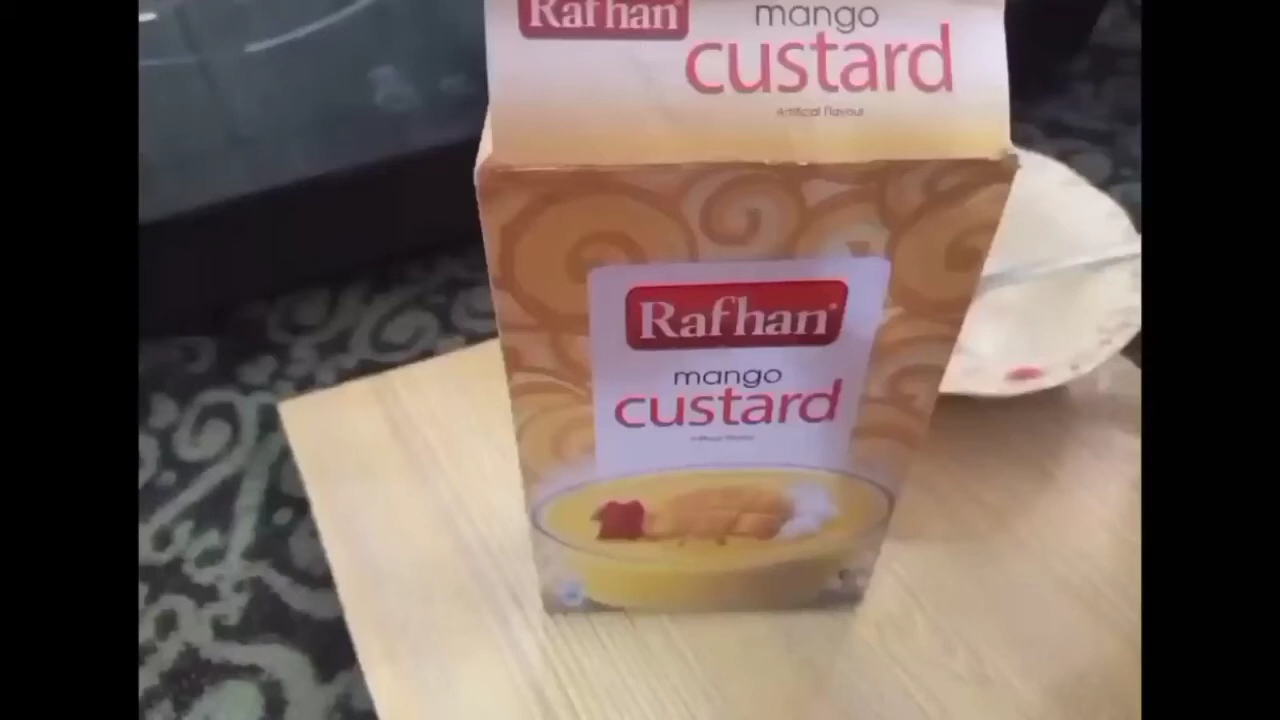 Rafhan
mango
custard
Artificial Flavour
Rafhan
mango
custard